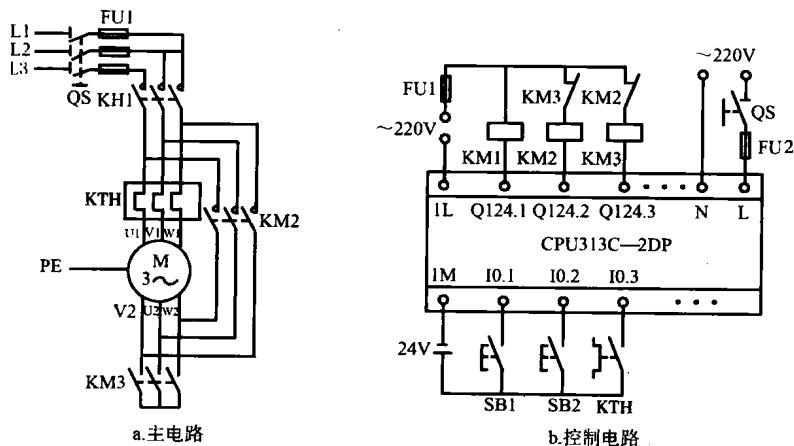 FU1
L1
L2
L3
QS
KH1
KTH
U1 V1 W1
KM2
PE
M
3～
V2 U2 W2
KM3
a.主电路
FU1
～220V
KM3
KM2
KM1
KM2
KM3
～220V
QS
FU2
1L Q124.1 Q124.2 Q124.3 • • • • N L
CPU313C—2DP
1M I0.1 I0.2 I0.3 • • •
24V
SB1 SB2 KTH
b.控制电路